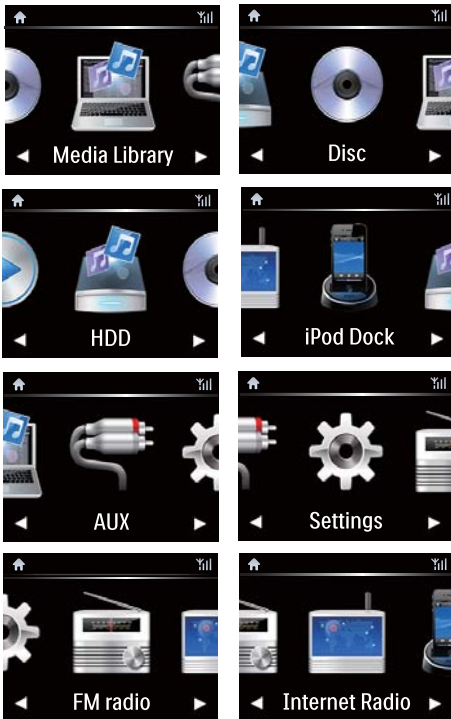 Media Library
Disc
HDD
iPod Dock
AUX
Settings
FM radio
Internet Radio